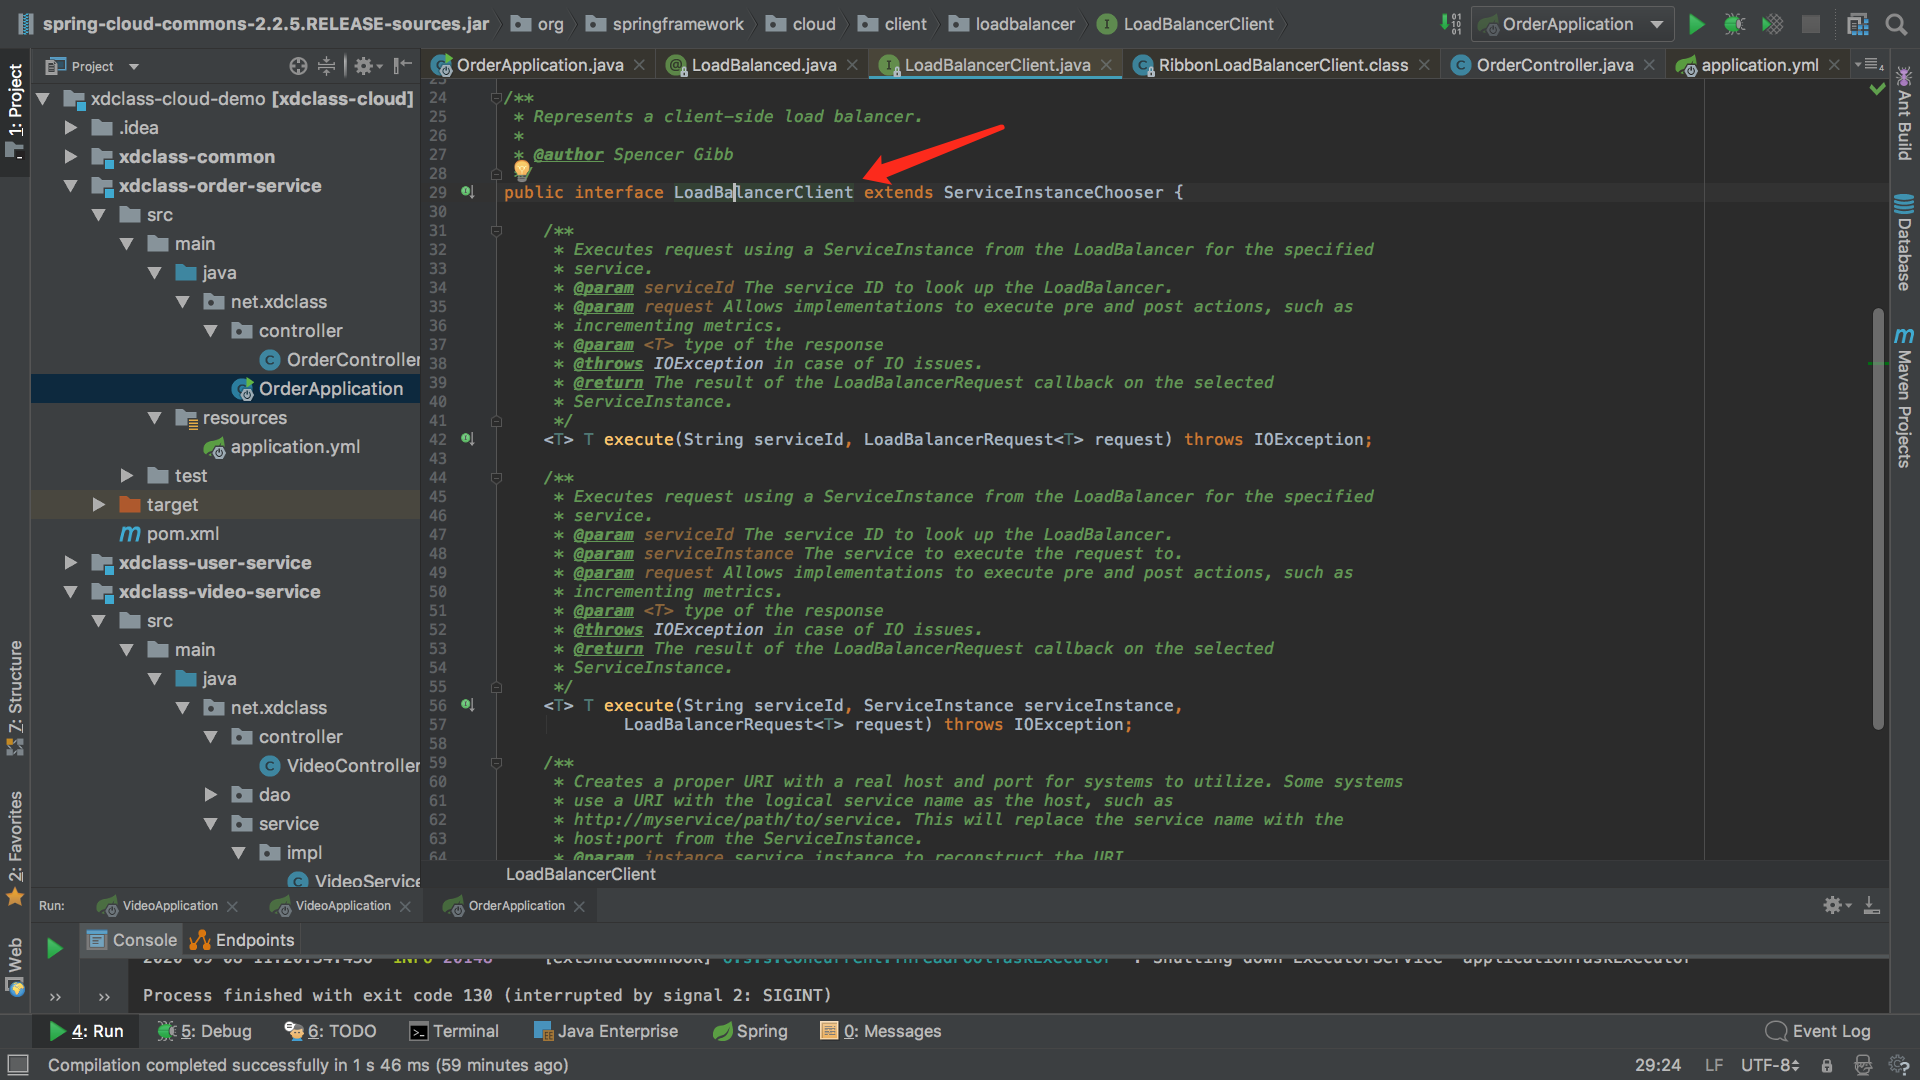 spring-cloud-commons-2.2.5.RELEASE-sources.jar org springframework cloud client loadbalancer LoadBalancerClient OrderApplication
Project
OrderApplication.java LoadBalanced.java LoadBalancerClient.java RibbonLoadBalancerClient.class OrderController.java application.yml
1: Project
7: Structure
2: Favorites
Web
xdclass-cloud-demo [xdclass-cloud]
.idea
xdclass-common
xdclass-order-service
src
main
java
net.xdclass
controller
OrderController
OrderApplication
resources
application.yml
test
target
pom.xml
xdclass-user-service
xdclass-video-service
src
main
java
net.xdclass
controller
VideoController
dao
service
impl
VideoService
24 /**
25 * Represents a client-side load balancer.
26 *
27 * @author Spencer Gibb
28
29 public interface LoadBalancerClient extends ServiceInstanceChooser {
30
31 /**
32 * Executes request using a ServiceInstance from the LoadBalancer for the specified
33 * service.
34 * @param serviceId The service ID to look up the LoadBalancer.
35 * @param request Allows implementations to execute pre and post actions, such as
36 * incrementing metrics.
37 * @param <T> type of the response
38 * @throws IOException in case of IO issues.
39 * @return The result of the LoadBalancerRequest callback on the selected
40 * ServiceInstance.
41 */
42 <T> T execute(String serviceId, LoadBalancerRequest<T> request) throws IOException;
43
44 /**
45 * Executes request using a ServiceInstance from the LoadBalancer for the specified
46 * service.
47 * @param serviceId The service ID to look up the LoadBalancer.
48 * @param serviceInstance The service to execute the request to.
49 * @param request Allows implementations to execute pre and post actions, such as
50 * incrementing metrics.
51 * @param <T> type of the response
52 * @throws IOException in case of IO issues.
53 * @return The result of the LoadBalancerRequest callback on the selected
54 * ServiceInstance.
55 */
56 <T> T execute(String serviceId, ServiceInstance serviceInstance,
57 LoadBalancerRequest<T> request) throws IOException;
58
59 /**
60 * Creates a proper URI with a real host and port for systems to utilize. Some systems
61 * use a URI with the logical service name as the host, such as
62 * http://myservice/path/to/service. This will replace the service name with the
63 * host:port from the ServiceInstance.
64 * @param instance service instance to reconstruct the URI
LoadBalancerClient
Ant Build
Database
Maven Projects
Run: VideoApplication VideoApplication OrderApplication
Console Endpoints
[extShutdownHook] o.s.s.concurrent.ThreadPoolTaskExecutor : Shutting down ExecutorService 'applicationTaskExecutor'
Process finished with exit code 130 (interrupted by signal 2: SIGINT)
4: Run 5: Debug 6: TODO Terminal Java Enterprise Spring 0: Messages Event Log
Compilation completed successfully in 1 s 46 ms (59 minutes ago) 29:24 LF UTF-8